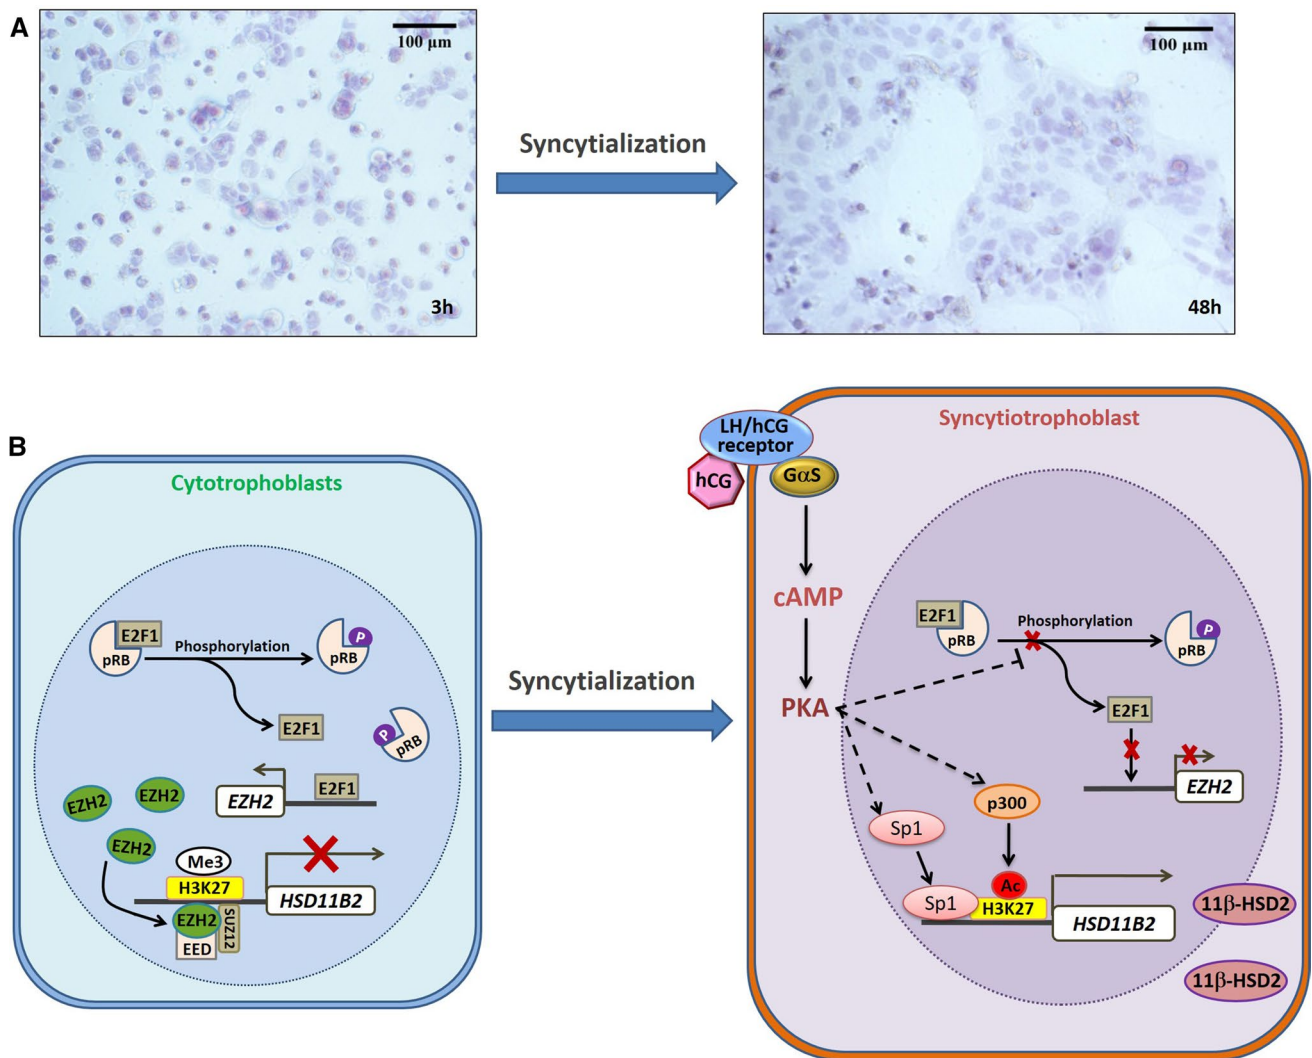 A
100 µm
3h
Syncytialization
100 µm
48h
B
Cytotrophoblasts
E2F1
pRB
Phosphorylation
P
pRB
E2F1
P
pRB
EZH2
EZH2
EZH2
E2F1
EZH2
Me3
H3K27
HSD11B2
EZH2
SUZ12
EED
Syncytialization
Syncytiotrophoblast
LH/hCG
receptor
hCG
GαS
cAMP
PKA
E2F1
pRB
Phosphorylation
P
pRB
E2F1
EZH2
p300
Sp1
Ac
Sp1
H3K27
HSD11B2
11β-HSD2
11β-HSD2